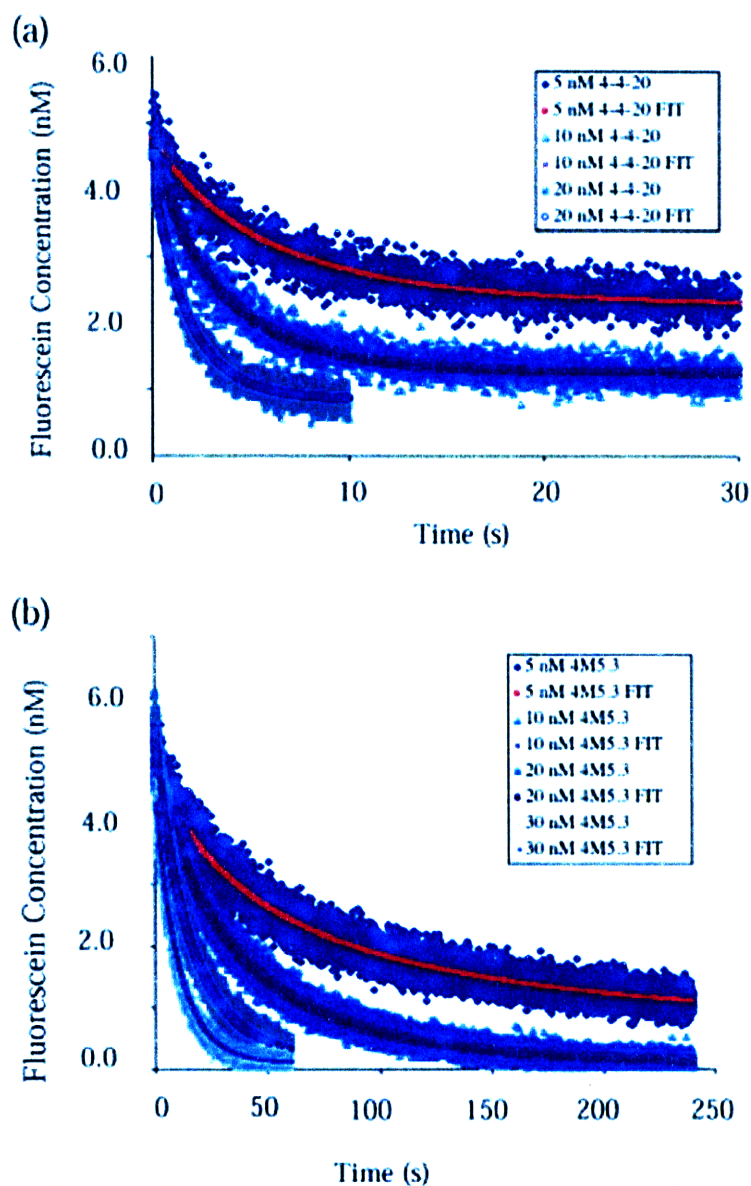 (a)
6.0
4.0
2.0
0.0
Fluorescein Concentration (nM)
5 nM 4-4-20
5 nM 4-4-20 FIT
10 nM 4-4-20
10 nM 4-4-20 FIT
20 nM 4-4-20
20 nM 4-4-20 FIT
0 10 20 30
Time (s)
(b)
6.0
4.0
2.0
0.0
Fluorescein Concentration (nM)
5 nM 4M5.3
5 nM 4M5.3 FIT
10 nM 4M5.3
10 nM 4M5.3 FIT
20 nM 4M5.3
20 nM 4M5.3 FIT
30 nM 4M5.3
30 nM 4M5.3 FIT
0 50 100 150 200 250
Time (s)